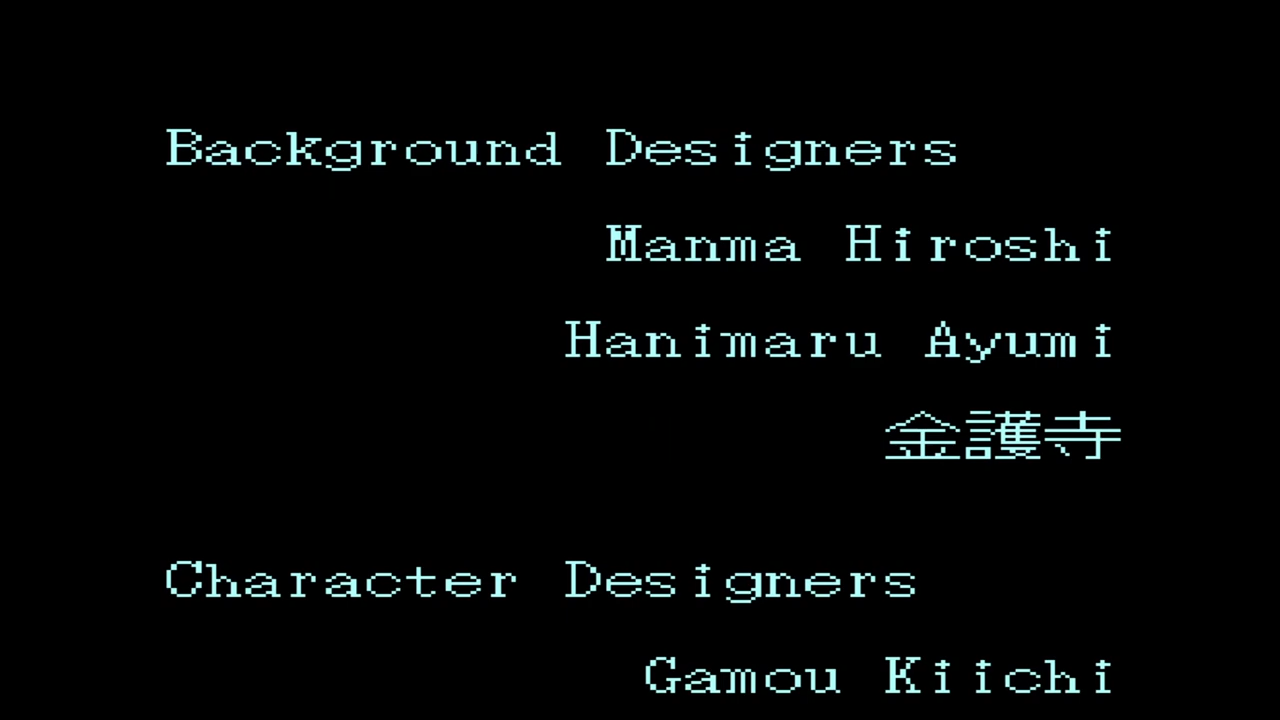 Background Designers
Manma Hiroshi
Hanimaru Ayumi
金護寺
Character Designers
Gamou Kiichi